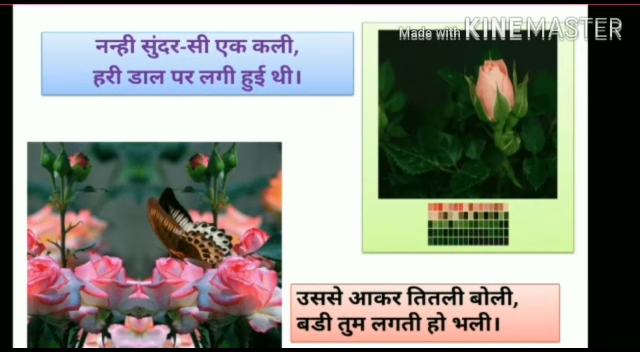 Made with KINEMASTER
नन्ही सुंदर-सी एक कली,
हरी डाल पर लगी हुई थी।
उससे आकर तितली बोली,
बडी तुम लगती हो भली।